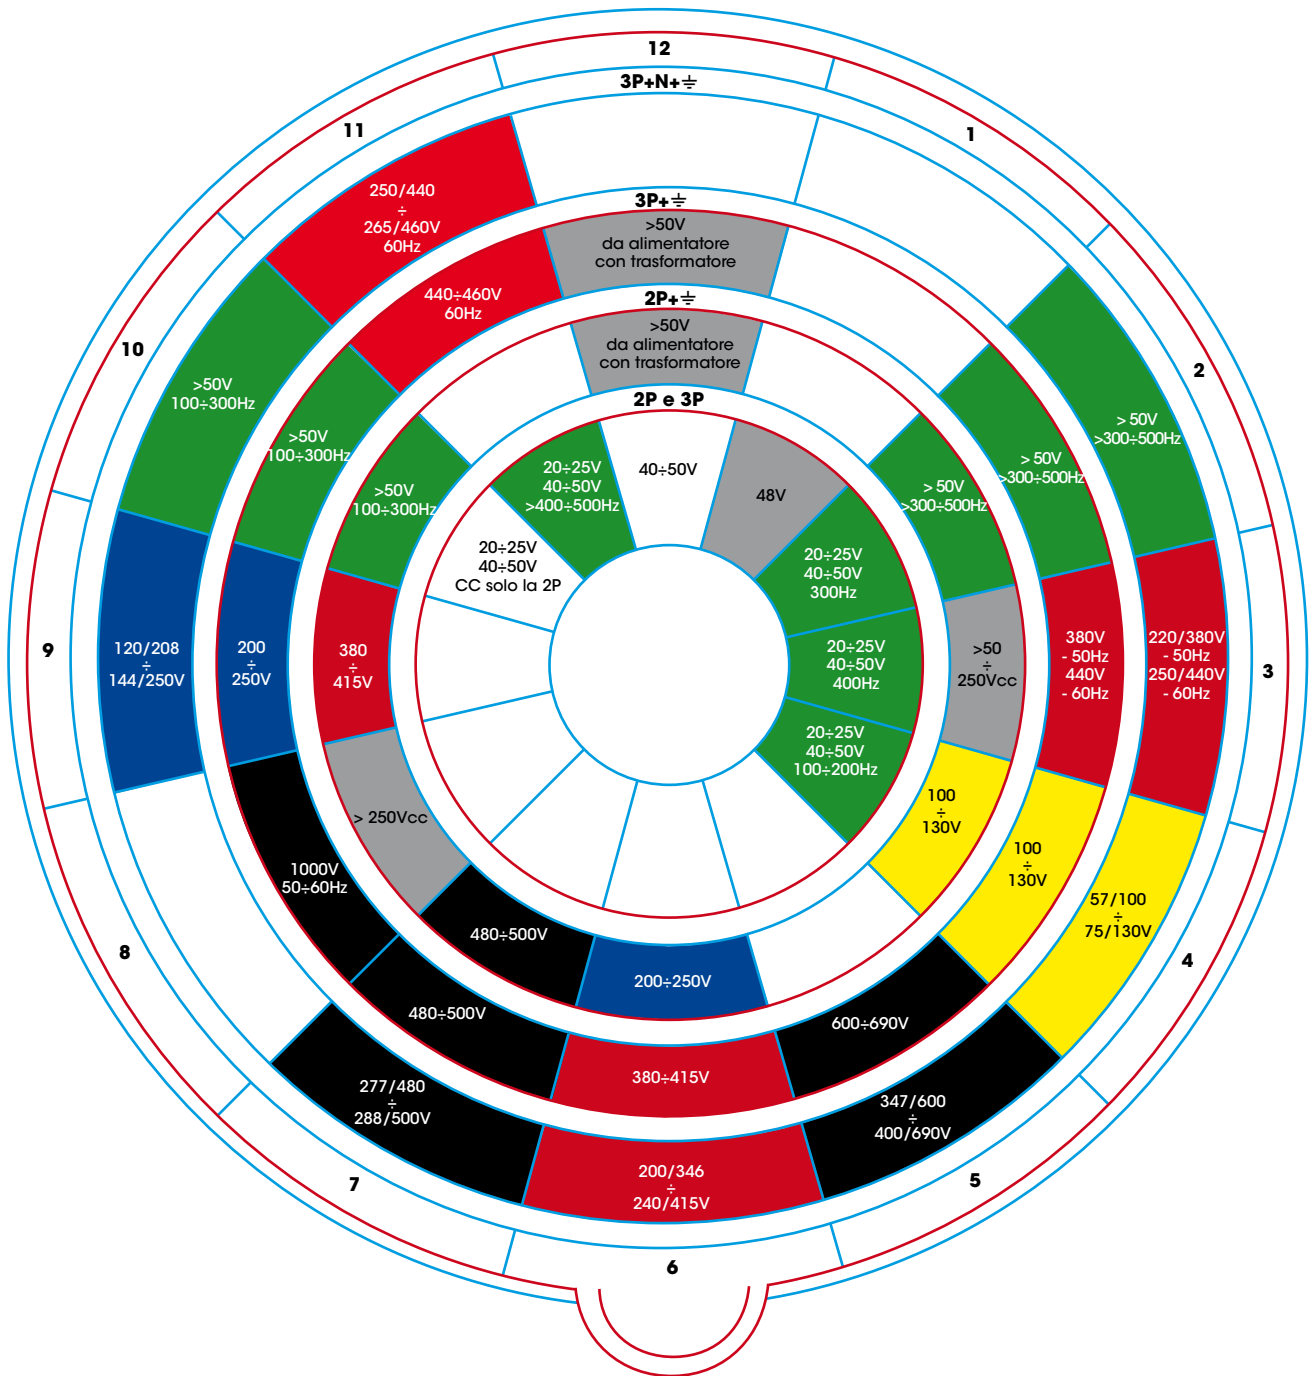 12
3P+N+⏚
11
1
250/440
÷
265/460V
60Hz
3P+⏚
>50V
da alimentatore
con trasformatore
440÷460V
60Hz
2P+⏚
>50V
da alimentatore
con trasformatore
10
2
>50V
100÷300Hz
>50V
100÷300Hz
>50V
100÷300Hz
2P e 3P
20÷25V
40÷50V
>400÷500Hz
40÷50V
48V
> 50V
>300÷500Hz
> 50V
>300÷500Hz
> 50V
>300÷500Hz
20÷25V
40÷50V
CC solo la 2P
20÷25V
40÷50V
300Hz
9
120/208
÷
144/250V
200
÷
250V
380
÷
415V
20÷25V
40÷50V
400Hz
>50
÷
250Vcc
380V
- 50Hz
440V
- 60Hz
220/380V
- 50Hz
250/440V
- 60Hz
3
20÷25V
40÷50V
100÷200Hz
> 250Vcc
100
÷
130V
1000V
50÷60Hz
100
÷
130V
57/100
÷
75/130V
8
4
480÷500V
200÷250V
480÷500V
600÷690V
380÷415V
277/480
÷
288/500V
347/600
÷
400/690V
7
200/346
÷
240/415V
5
6